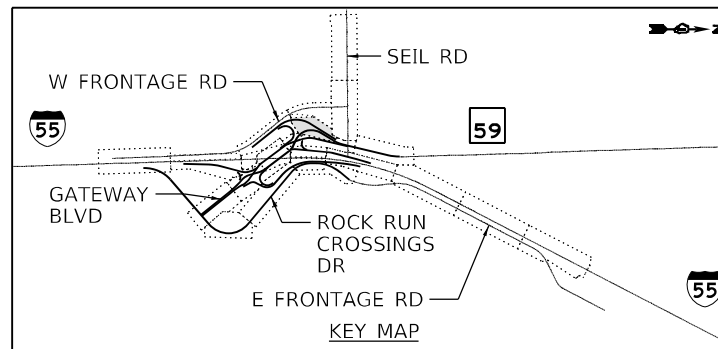 SEIL RD
W FRONTAGE RD
55
59
GATEWAY
BLVD
ROCK RUN
CROSSINGS
DR
E FRONTAGE RD
55
KEY MAP